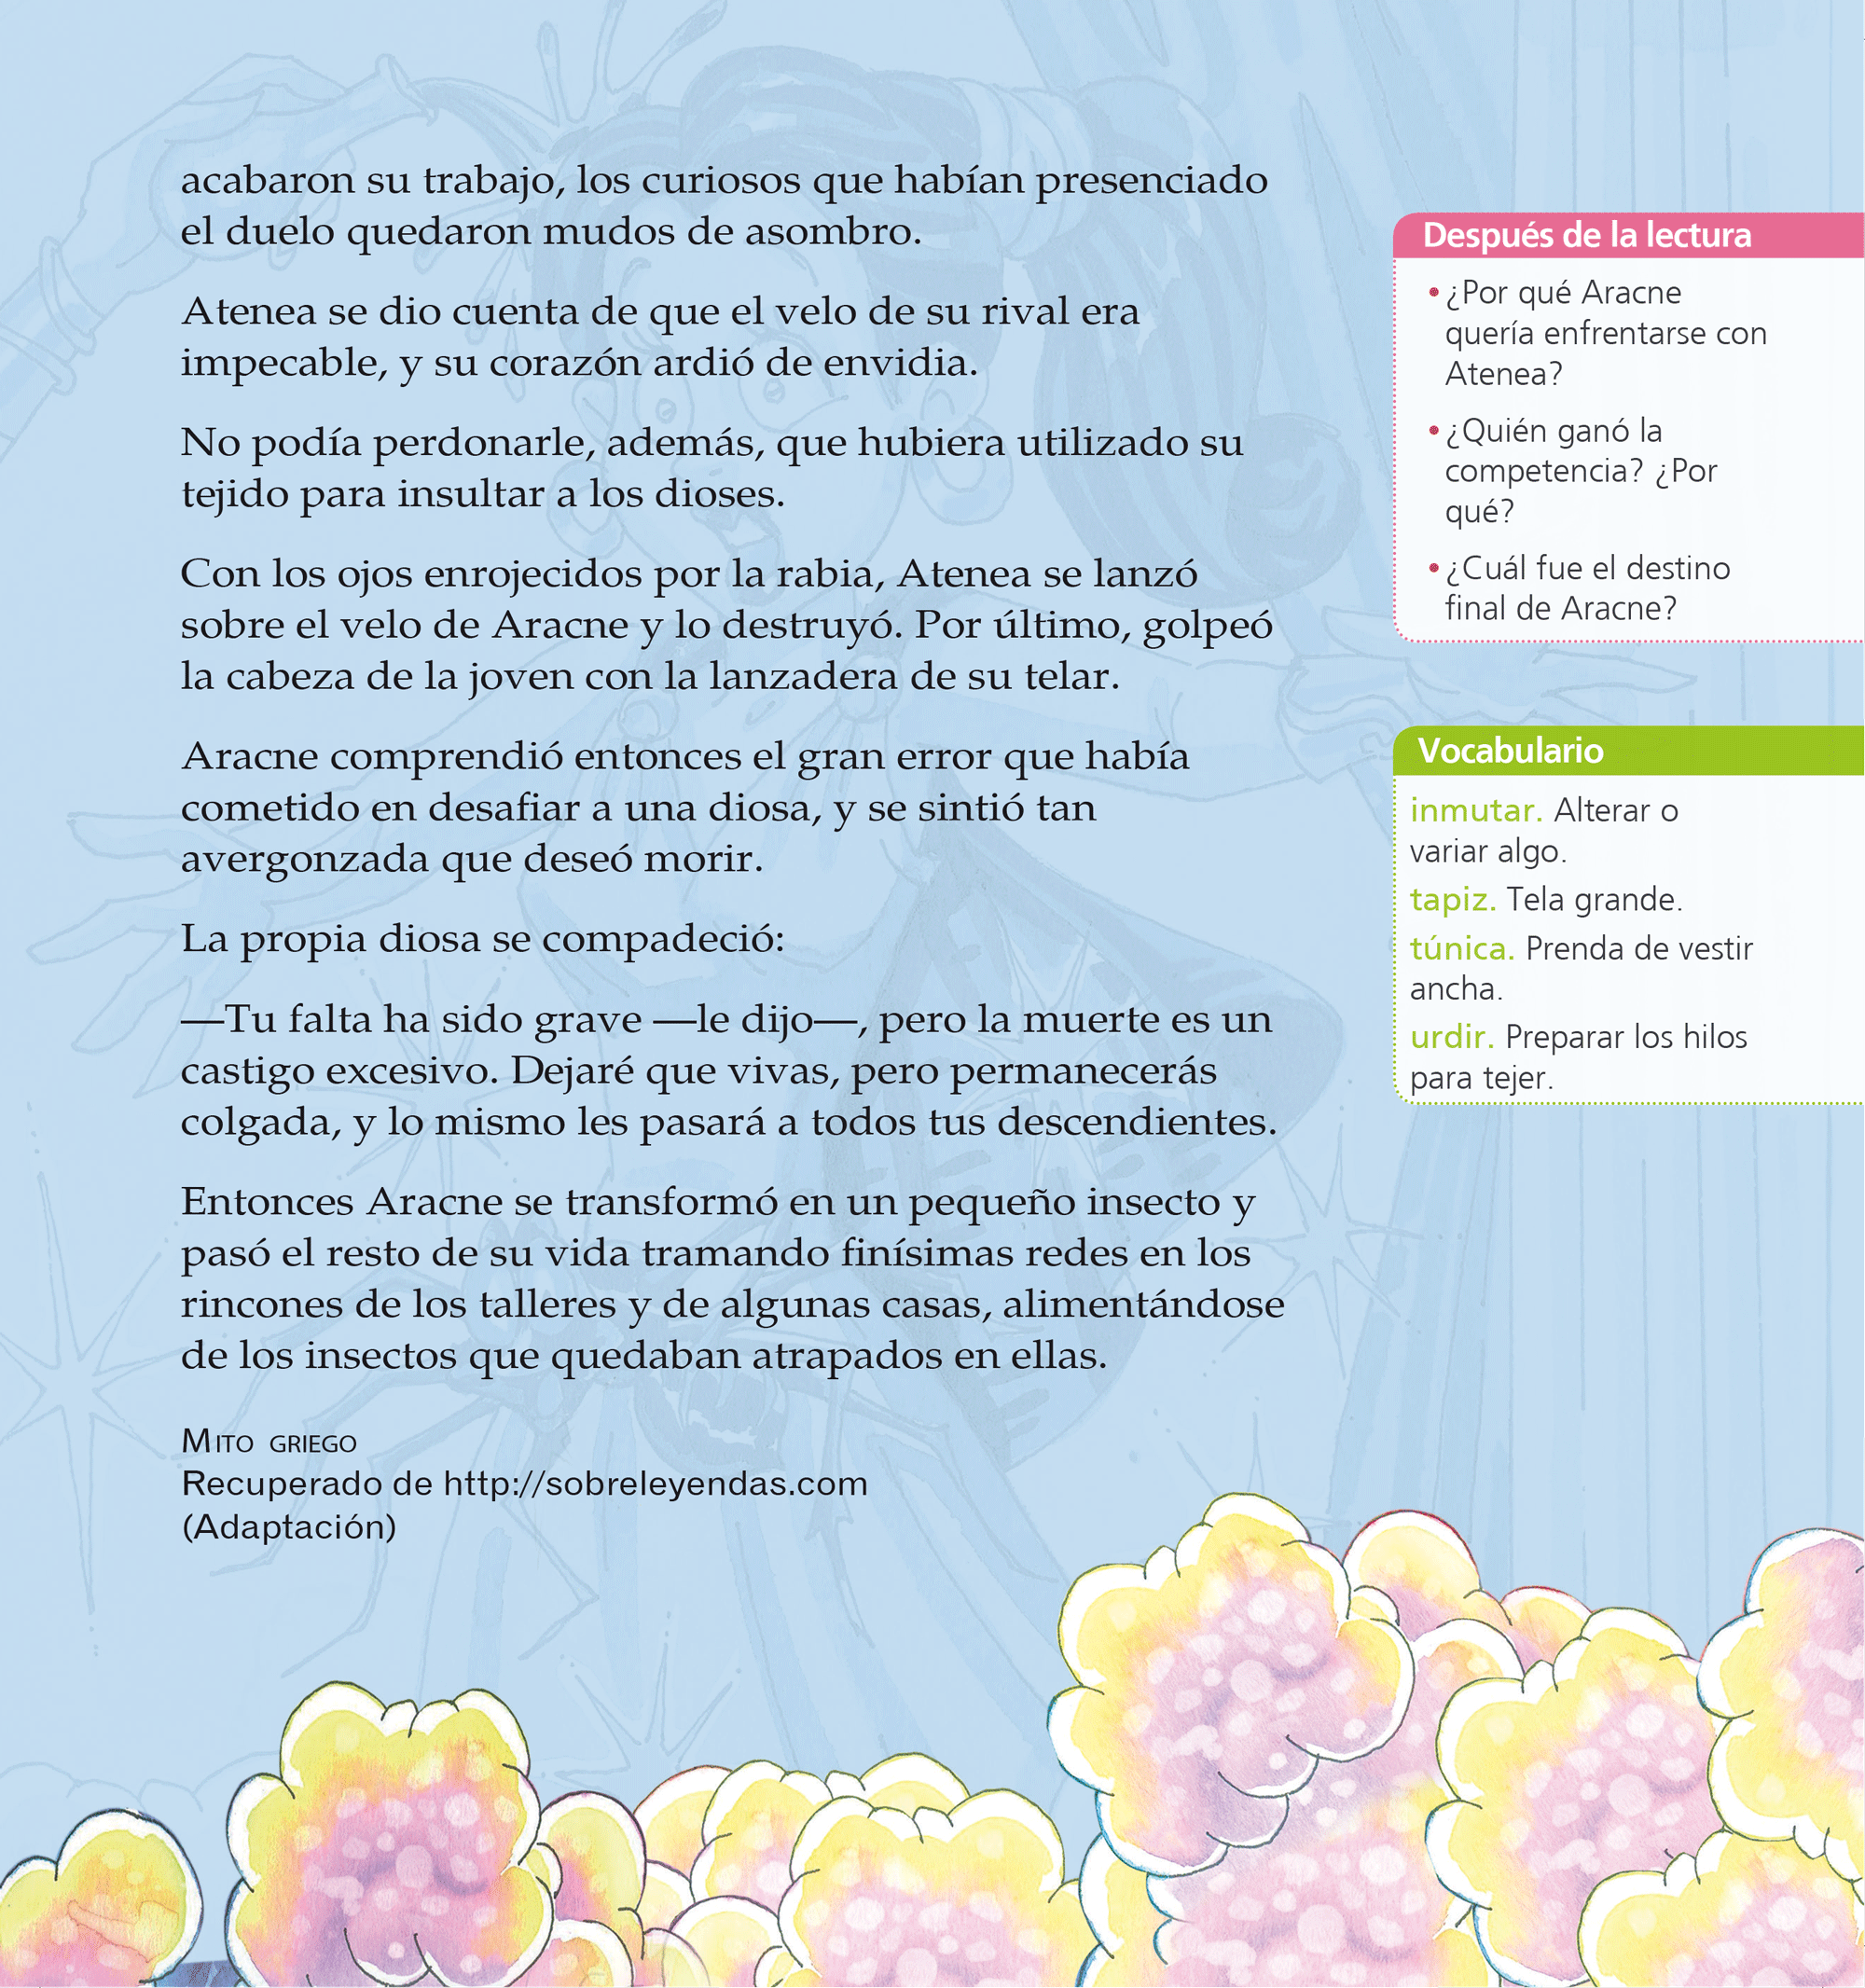 acabaron su trabajo, los curiosos que habían presenciado
el duelo quedaron mudos de asombro.
Atenea se dio cuenta de que el velo de su rival era
impecable, y su corazón ardió de envidia.
No podía perdonarle, además, que hubiera utilizado su
tejido para insultar a los dioses.
Con los ojos enrojecidos por la rabia, Atenea se lanzó
sobre el velo de Aracne y lo destruyó. Por último, golpeó
la cabeza de la joven con la lanzadera de su telar.
Aracne comprendió entonces el gran error que había
cometido en desafiar a una diosa, y se sintió tan
avergonzada que deseó morir.
La propia diosa se compadeció:
—Tu falta ha sido grave —le dijo—, pero la muerte es un
castigo excesivo. Dejaré que vivas, pero permanecerás
colgada, y lo mismo les pasará a todos tus descendientes.
Entonces Aracne se transformó en un pequeño insecto y
pasó el resto de su vida tramando finísimas redes en los
rincones de los talleres y de algunas casas, alimentándose
de los insectos que quedaban atrapados en ellas.
MITO GRIEGO
Recuperado de http://sobreleyendas.com
(Adaptación)
Después de la lectura
• ¿Por qué Aracne
quería enfrentarse con
Atenea?
• ¿Quién ganó la
competencia? ¿Por
qué?
• ¿Cuál fue el destino
final de Aracne?
Vocabulario
inmutar. Alterar o
variar algo.
tapiz. Tela grande.
túnica. Prenda de vestir
ancha.
urdir. Preparar los hilos
para tejer.